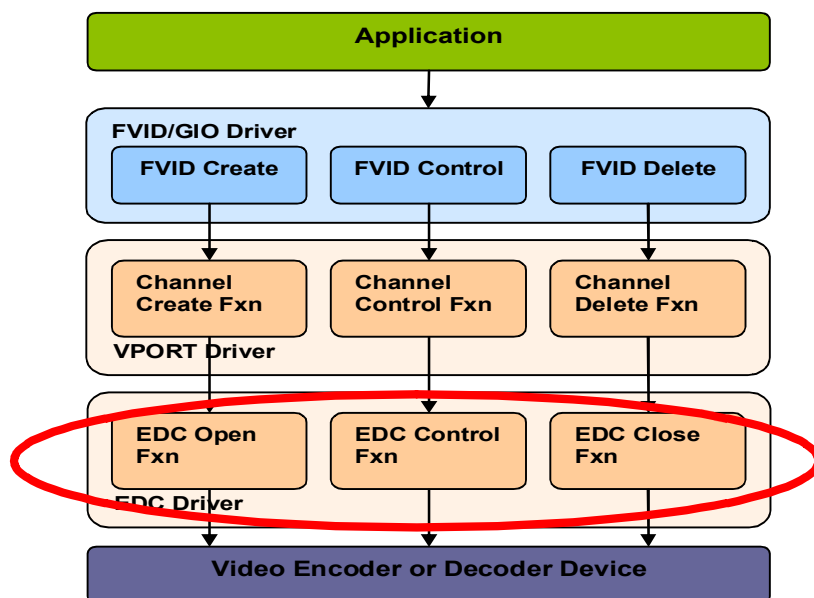 Application
FVID/GIO Driver
FVID Create
FVID Control
FVID Delete
Channel
Create Fxn
Channel
Control Fxn
Channel
Delete Fxn
VPORT Driver
EDC Open
Fxn
EDC Control
Fxn
EDC Close
Fxn
EDC Driver
Video Encoder or Decoder Device